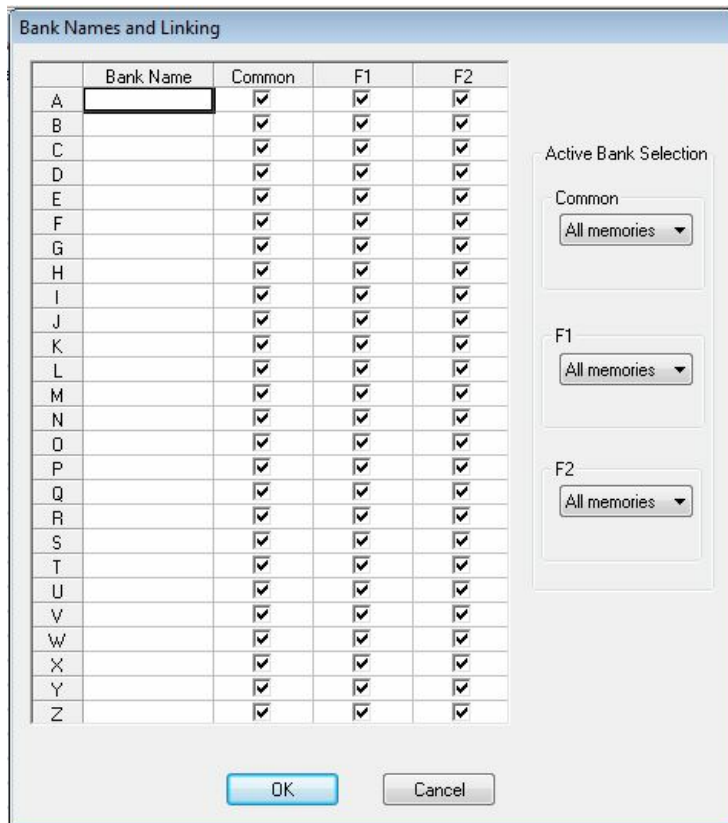 Bank Names and Linking
Bank Name Common F1 F2
A
B
C
D
E
F
G
H
I
J
K
L
M
N
O
P
Q
R
S
T
U
V
W
X
Y
Z
Active Bank Selection
Common
All memories
F1
All memories
F2
All memories
OK Cancel